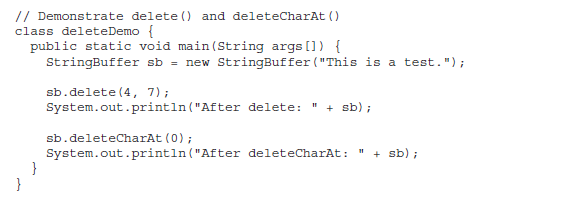 // Demonstrate delete() and deleteCharAt()
class deleteDemo {
  public static void main(String args[]) {
    StringBuffer sb = new StringBuffer("This is a test.");

    sb.delete(4, 7);
    System.out.println("After delete: " + sb);

    sb.deleteCharAt(0);
    System.out.println("After deleteCharAt: " + sb);
  }
}